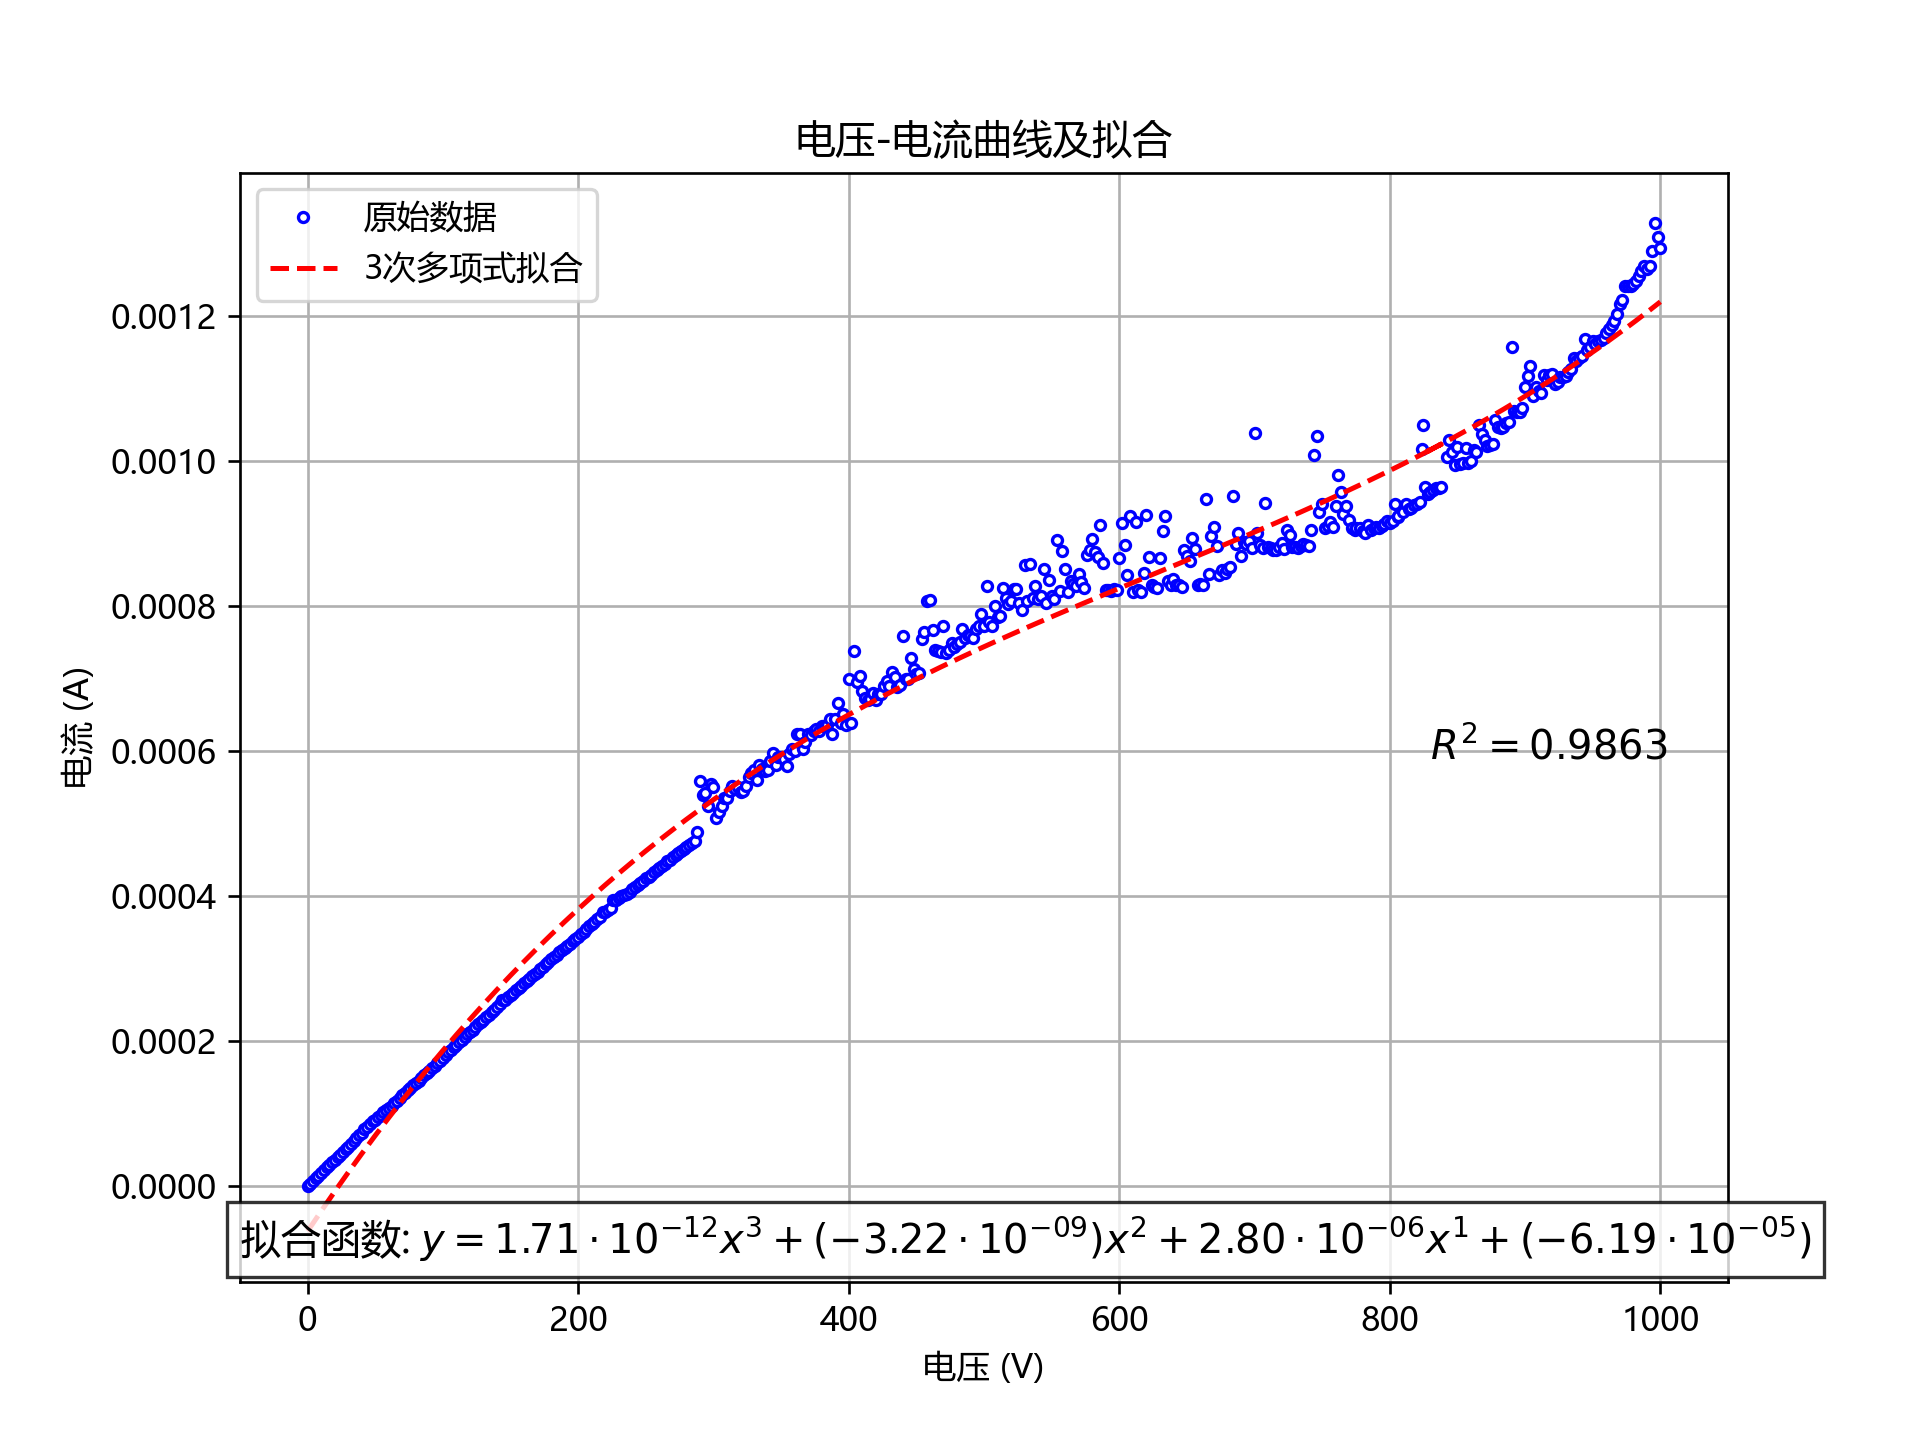 电压-电流曲线及拟合
原始数据
3次多项式拟合
0.0012
0.0010
0.0008
0.0006
0.0004
0.0002
0.0000
电流 (A)
R² = 0.9863
拟合函数: y = 1.71 · 10⁻¹²x³ + (−3.22 · 10⁻⁰⁹)x² + 2.80 · 10⁻⁰⁶x¹ + (−6.19 · 10⁻⁰⁵)
0 200 400 600 800 1000
电压 (V)